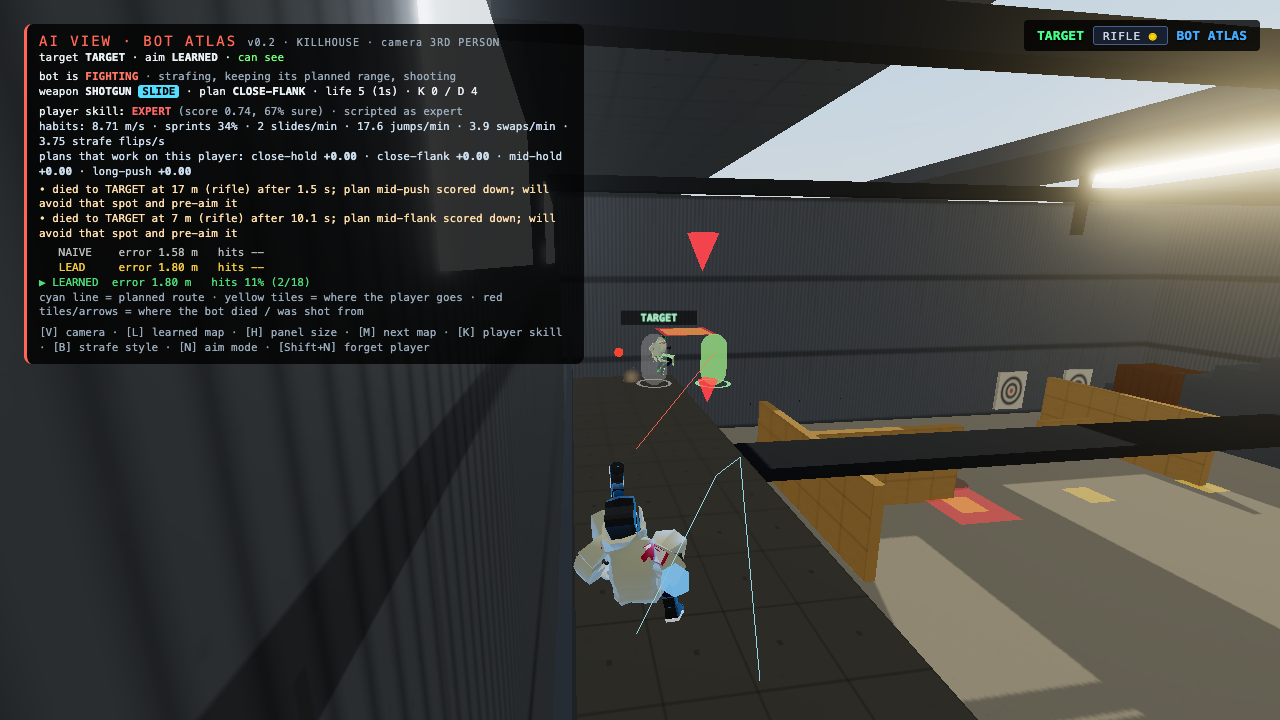 AI VIEW · BOT ATLAS v0.2 · KILLHOUSE · camera 3RD PERSON
target TARGET · aim LEARNED · can see
bot is FIGHTING · strafing, keeping its planned range, shooting
weapon SHOTGUN SLIDE · plan CLOSE-FLANK · life 5 (1s) · K 0 / D 4
player skill: EXPERT (score 0.74, 67% sure) · scripted as expert
habits: 8.71 m/s · sprints 34% · 2 slides/min · 17.6 jumps/min · 3.9 swaps/min ·
3.75 strafe flips/s
plans that work on this player: close-hold +0.00 · close-flank +0.00 · mid-hold
+0.00 · long-push +0.00
• died to TARGET at 17 m (rifle) after 1.5 s; plan mid-push scored down; will
avoid that spot and pre-aim it
• died to TARGET at 7 m (rifle) after 10.1 s; plan mid-flank scored down; will
avoid that spot and pre-aim it
NAIVE error 1.58 m hits ——
LEAD error 1.80 m hits ——
▶ LEARNED error 1.80 m hits 11% (2/18)
cyan line = planned route · yellow tiles = where the player goes · red
tiles/arrows = where the bot died / was shot from
[V] camera · [L] learned map · [H] panel size · [M] next map · [K] player skill
· [B] strafe style · [N] aim mode · [Shift+N] forget player
TARGET RIFLE BOT ATLAS
TARGET